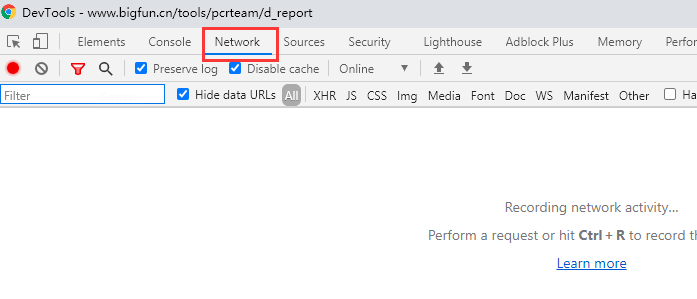 DevTools - www.bigfun.cn/tools/pcrteam/d_report
Elements Console Network Sources Security Lighthouse Adblock Plus Memory Perfor
Preserve log Disable cache Online
Filter Hide data URLs All XHR JS CSS Img Media Font Doc WS Manifest Other Ha
Recording network activity...
Perform a request or hit Ctrl + R to record th
Learn more